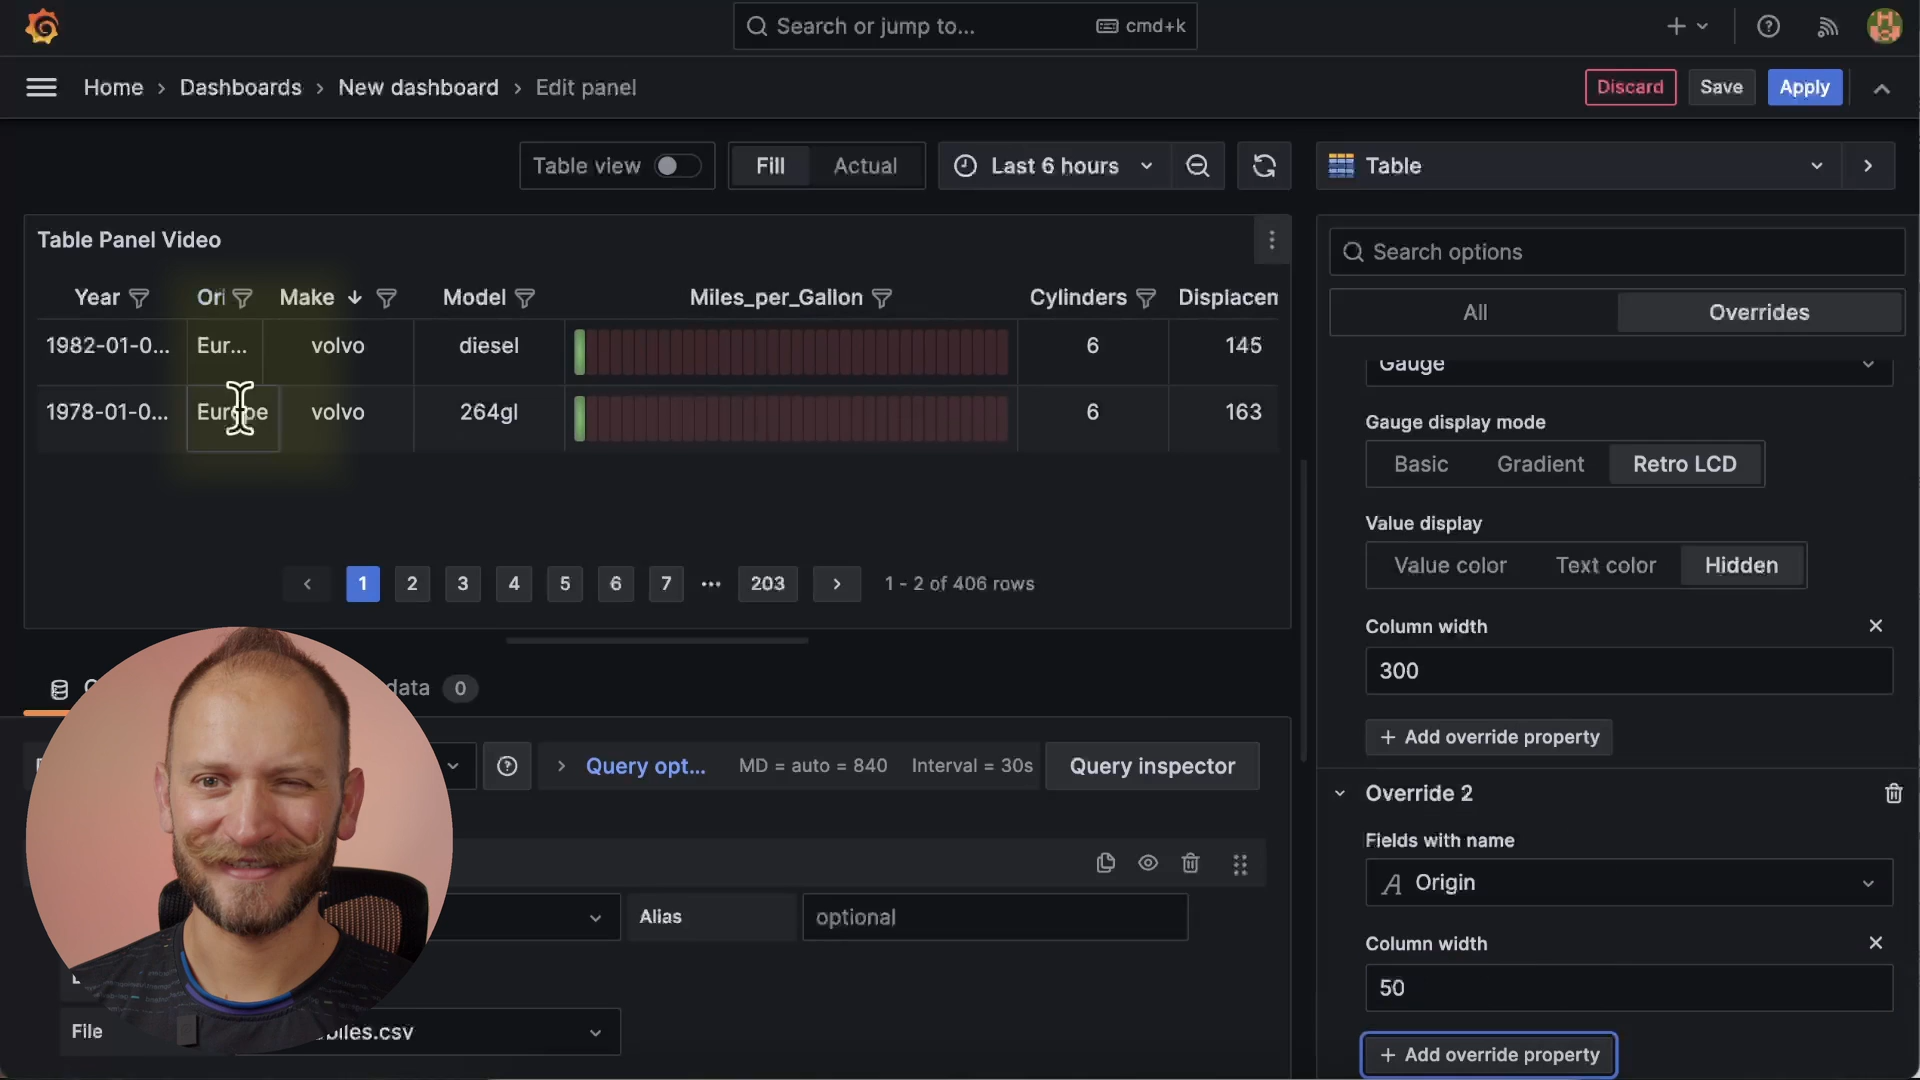 Search or jump to... cmd+k
Home › Dashboards › New dashboard › Edit panel
Discard Save Apply
Table view Fill Actual Last 6 hours Table
Table Panel Video
Year Ori Make Model Miles_per_Gallon Cylinders Displacem
1982-01-0... Eur... volvo diesel 6 145
1978-01-0... Europe volvo 264gl 6 163
1 2 3 4 5 6 7 ... 203 1 - 2 of 406 rows
data 0
Query opt... MD = auto = 840 Interval = 30s Query inspector
Alias optional
File biles.csv
Search options
All Overrides
Gauge
Gauge display mode
Basic Gradient Retro LCD
Value display
Value color Text color Hidden
Column width
300
+ Add override property
Override 2
Fields with name
Origin
Column width
50
+ Add override property